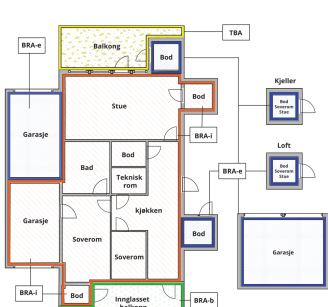 TBA
BRA-e
Balkong
Bod
Kjeller
Bod
Stue
Bod
Soverom
Stue
BRA-i
Garasje
Loft
Bad
Bod
Teknisk
rom
BRA-e
Bod
Soverom
Stue
kjøkken
Garasje
Soverom
Soverom
Bod
Garasje
BRA-i
Bod
Innglasset
balkong
BRA-b